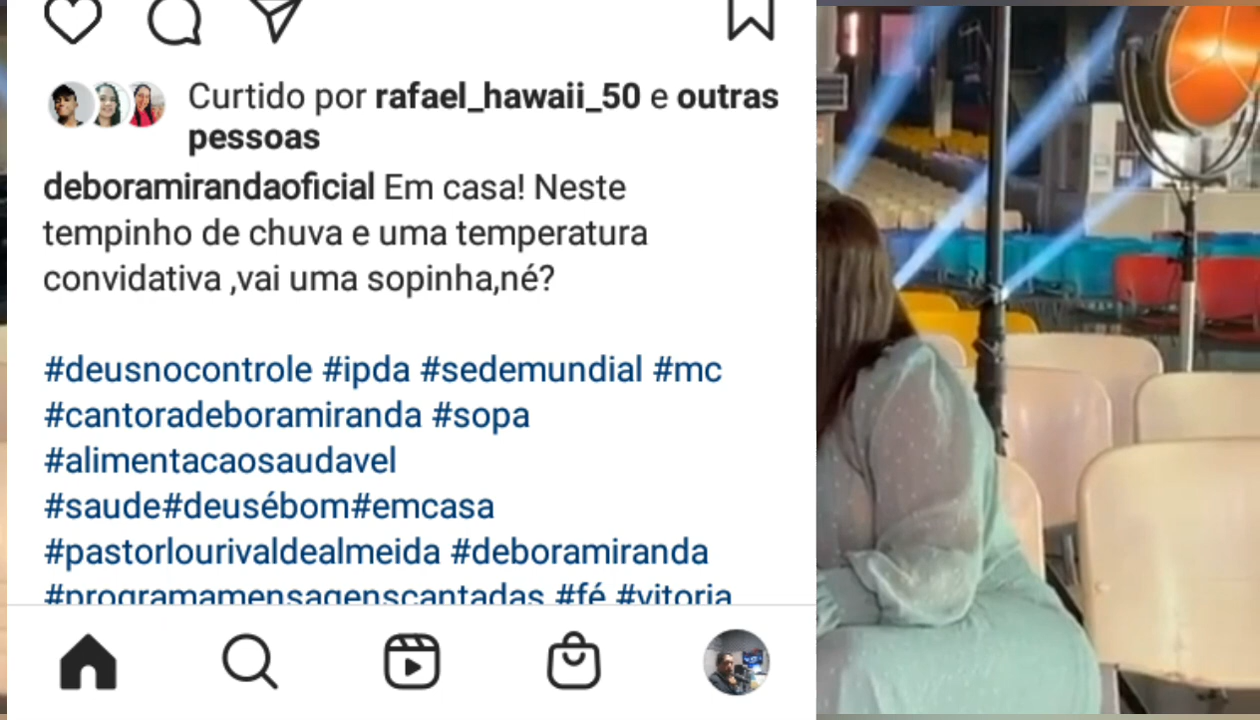 Curtido por rafael_hawaii_50 e outras
pessoas
deboramirandaoficial Em casa! Neste
tempinho de chuva e uma temperatura
convidativa ,vai uma sopinha,né?
#deusnocontrole #ipda #sedemundial #mc
#cantoradeboramiranda #sopa
#alimentacaosaudavel
#saude#deusébom#emcasa
#pastorlourivaldealmeida #deboramiranda
#programamensagenscantadas #fé #vitoria